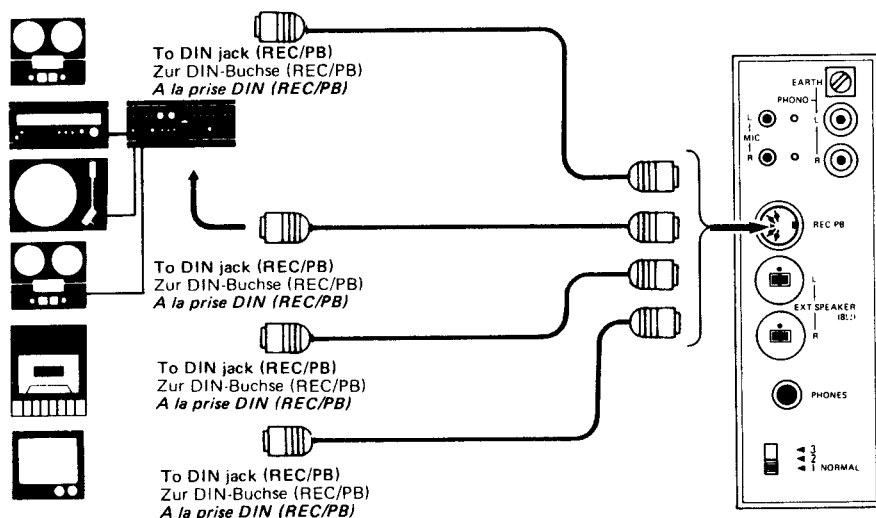 To DIN jack (REC/PB)
Zur DIN-Buchse (REC/PB)
A la prise DIN (REC/PB)
To DIN jack (REC/PB)
Zur DIN-Buchse (REC/PB)
A la prise DIN (REC/PB)
To DIN jack (REC/PB)
Zur DIN-Buchse (REC/PB)
A la prise DIN (REC/PB)
To DIN jack (REC/PB)
Zur DIN-Buchse (REC/PB)
A la prise DIN (REC/PB)
EARTH
PHONO
L
L
MIC
R
R
REC PB
L
EXT SPEAKER
R
PHONES
3
2
1 NORMAL